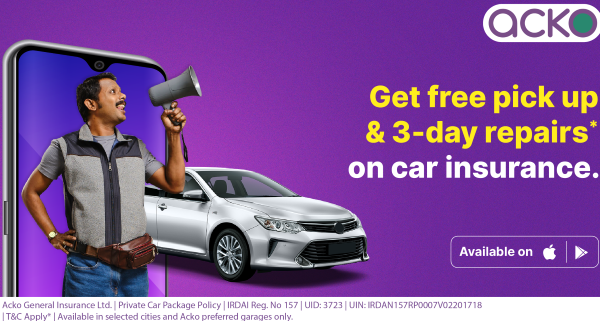 acko
Get free pick up
& 3-day repairs*
on car insurance.
Available on
Acko General Insurance Ltd. | Private Car Package Policy | IRDAI Reg. No 157 | UID: 3723 | UIN: IRDAN157RP0007V02201718
| T&C Apply* | Available in selected cities and Acko preferred garages only.